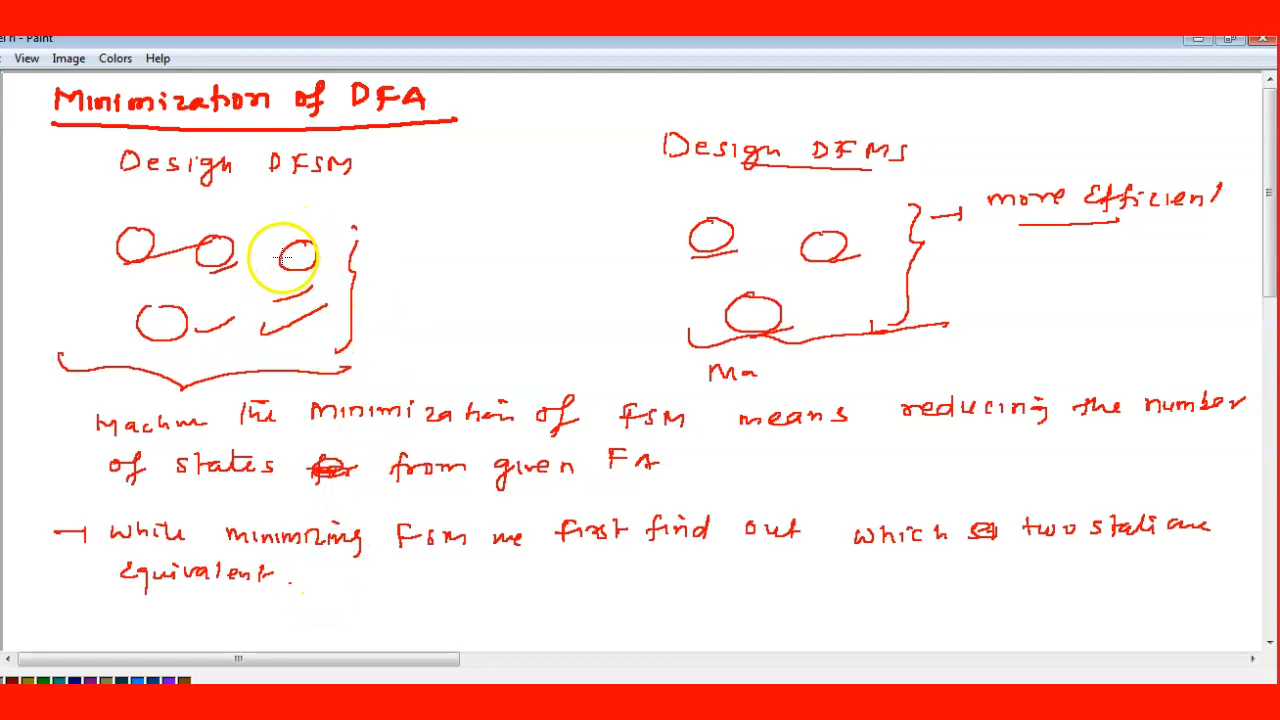 n - Paint
View Image Colors Help
Minimization of DFA
Design DFSM
Design DFMS
more Efficient
Ma
Machine The minimization of FSM means reducing the number
of states from given FA
→ While minimizing FSM we first find out which two stati are
Equivalent.